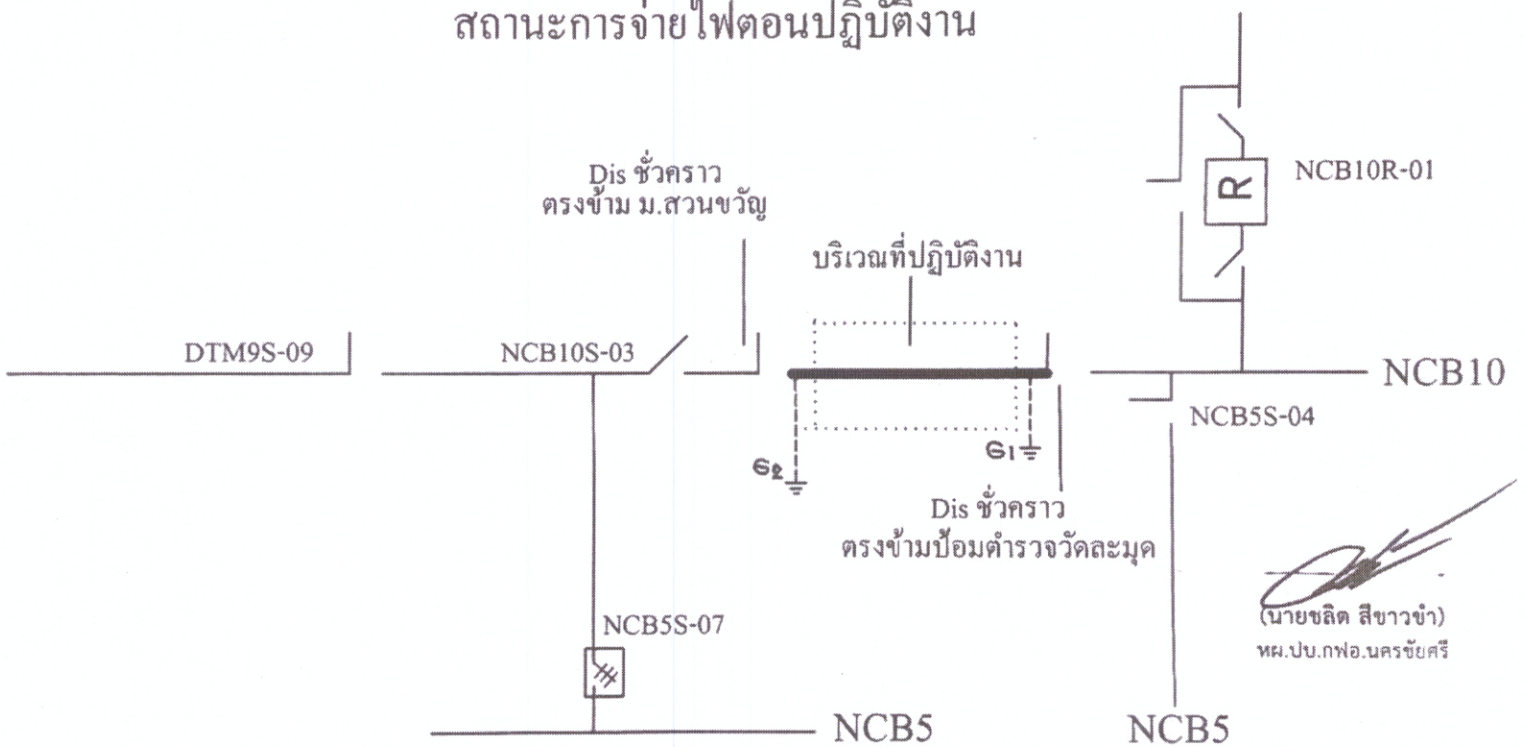 สถานะการจ่ายไฟตอนปฏิบัติงาน
Dis ชั่วคราว
ตรงข้าม ม.สวนขวัญ
NCB10R-01
R
บริเวณที่ปฏิบัติงาน
DTM9S-09
NCB10S-03
NCB10
NCB5S-04
G1
G2
Dis ชั่วคราว
ตรงข้ามป้อมตำรวจวัดละมุด
(นายชลิต สีขาวขำ)
หผ.ปบ.กฟอ.นครชัยศรี
NCB5S-07
NCB5
NCB5